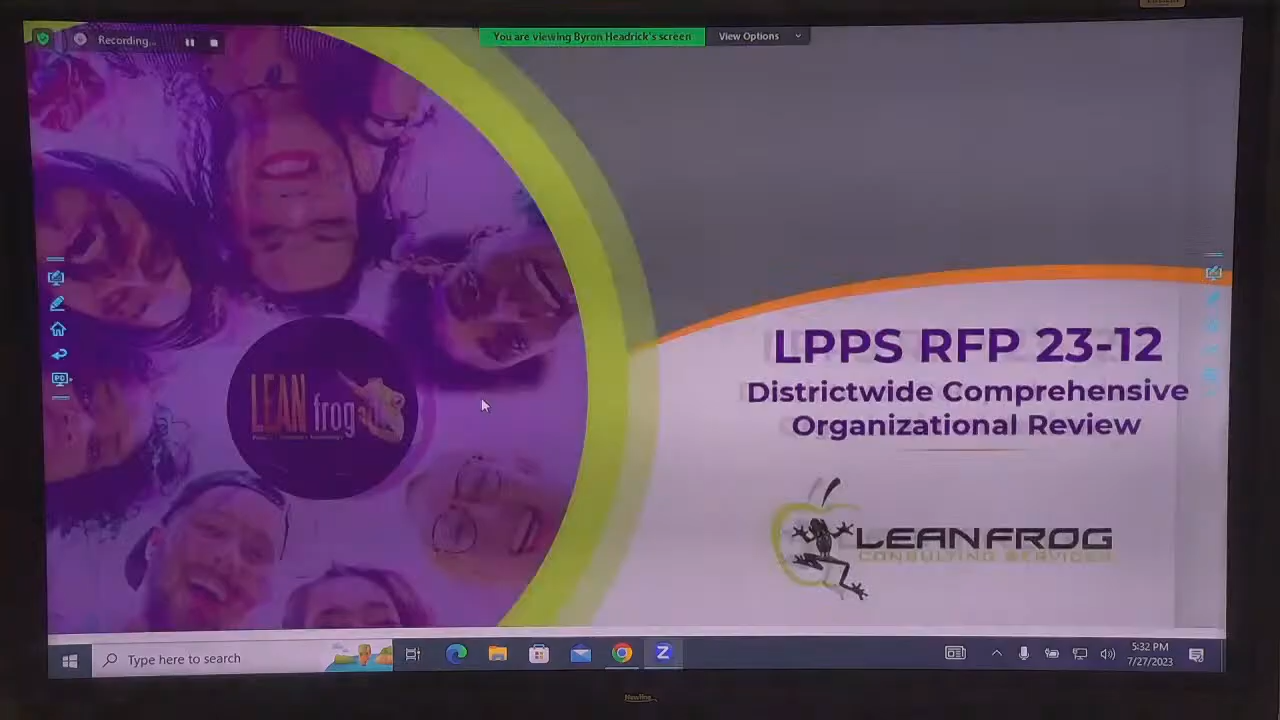 Recording...
You are viewing Byron Headrick's screen
View Options
LPPS RFP 23-12
Districtwide Comprehensive
Organizational Review
LEAN frog
LEANFROG
CONSULTING SERVICES
Type here to search
5:32 PM
7/27/2023
Newline